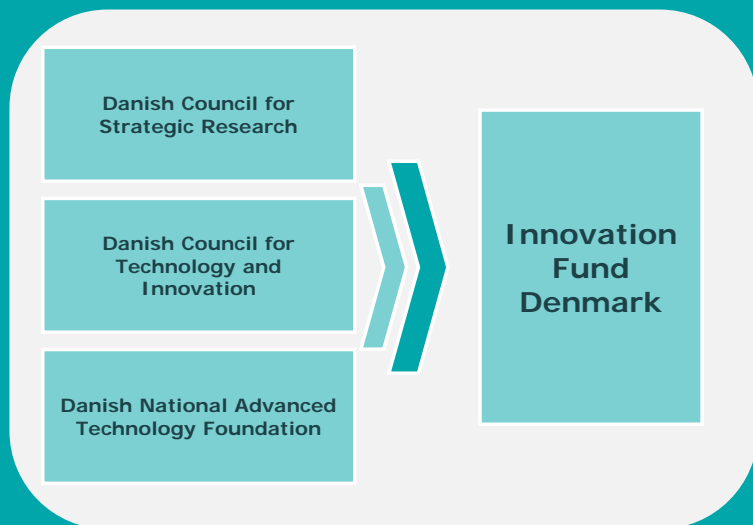 Danish Council for
Strategic Research
Danish Council for
Technology and
Innovation
Danish National Advanced
Technology Foundation
Innovation
Fund
Denmark